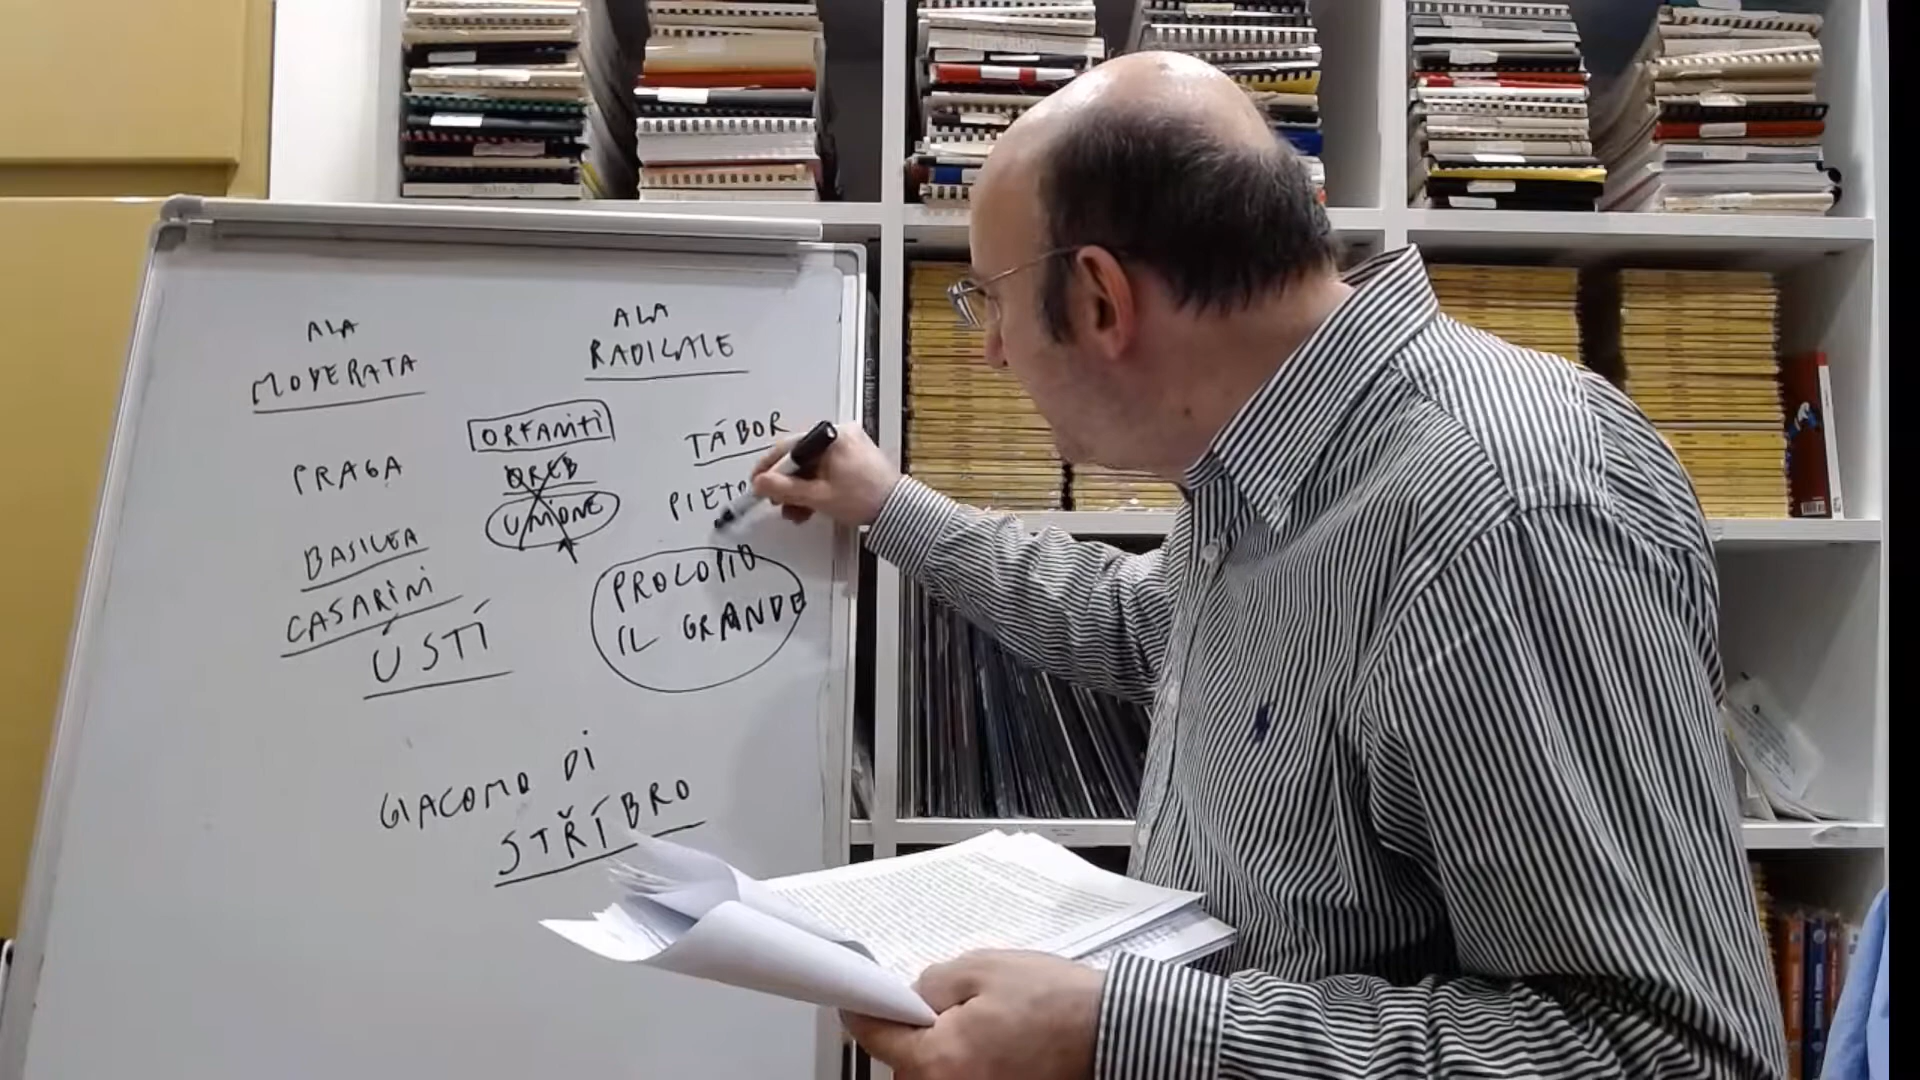 ALA
MODERATA
PRAGA
BASILEA
CASARINI
ÚSTÍ
ORFANITI
OREB
UNIONE
ALA
RADICALE
TÁBOR
PROCOPIO
IL GRANDE
GIACOMO DI
STŘÍBRO